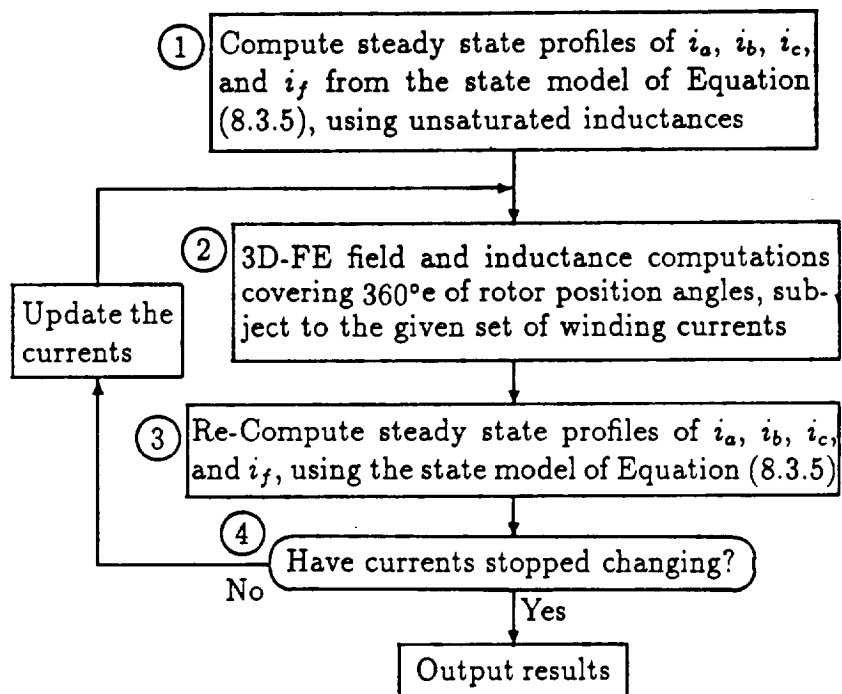 1
Compute steady state profiles of i_a, i_b, i_c,
and i_f from the state model of Equation
(8.3.5), using unsaturated inductances
2
3D-FE field and inductance computations
covering 360°e of rotor position angles, sub-
ject to the given set of winding currents
Update the
currents
3
Re-Compute steady state profiles of i_a, i_b, i_c,
and i_f, using the state model of Equation (8.3.5)
4
Have currents stopped changing?
No
Yes
Output results